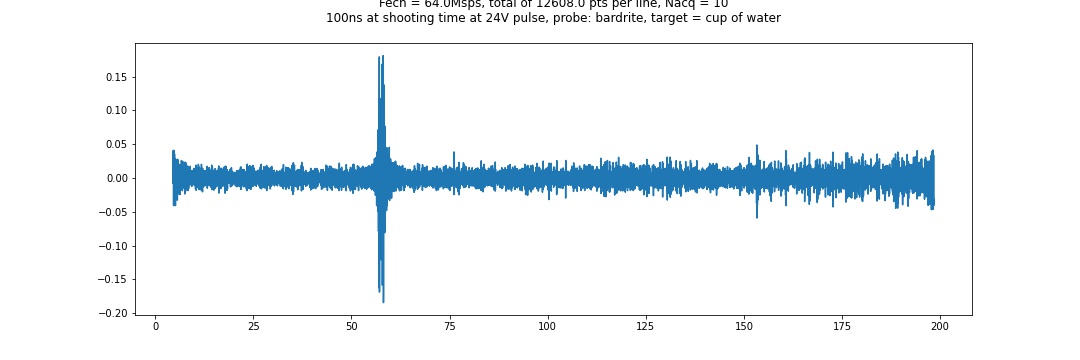 Fech = 64.0Msps, total of 12608.0 pts per line, Nacq = 10
100ns at shooting time at 24V pulse, probe: bardrite, target = cup of water
0.15
0.10
0.05
0.00
−0.05
−0.10
−0.15
−0.20
0 25 50 75 100 125 150 175 200